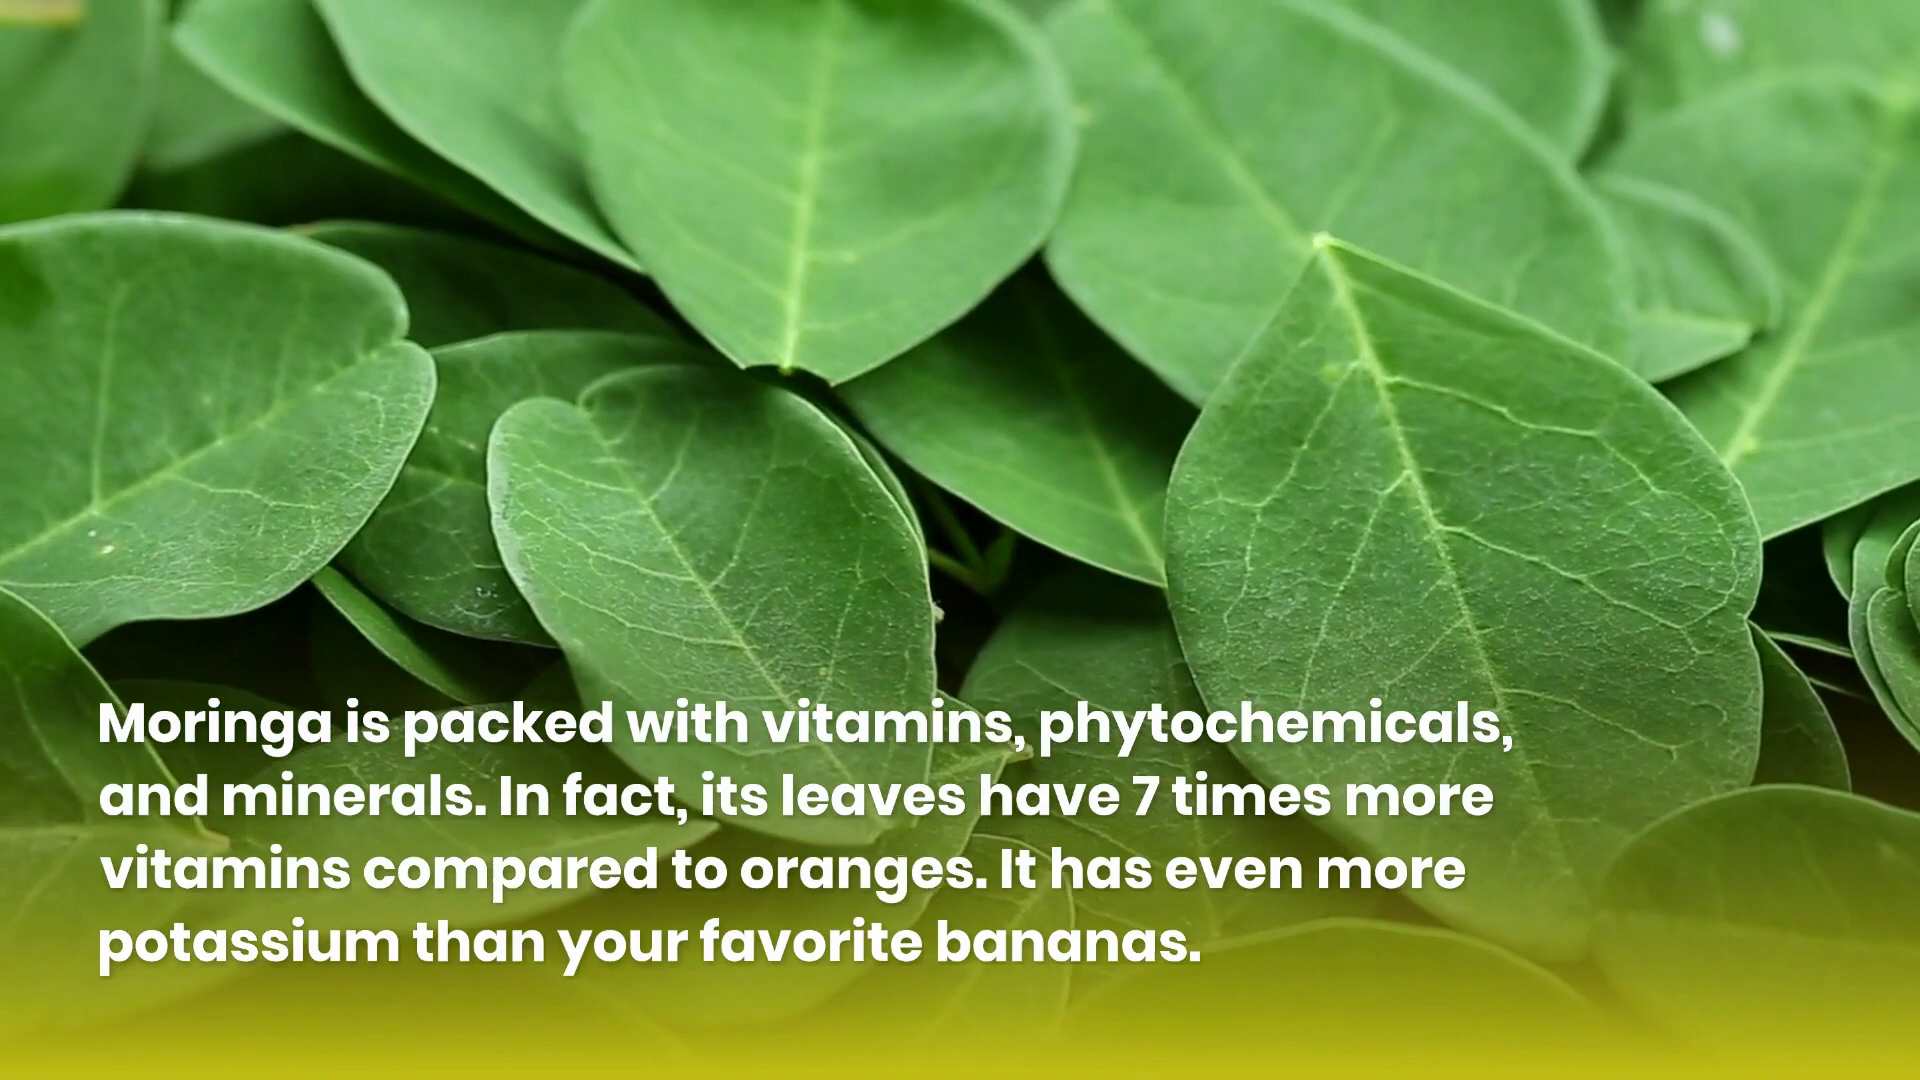 Moringa is packed with vitamins, phytochemicals,
and minerals. In fact, its leaves have 7 times more
vitamins compared to oranges. It has even more
potassium than your favorite bananas.